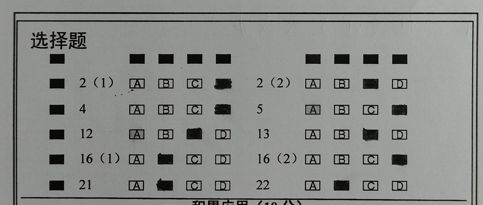 选择题
2（1） A B C 2（2） A B D
4 A B C 5 A B C
12 A B D 13 A B D
16（1） A C D 16（2） A B C
21 A C D 22 A C D